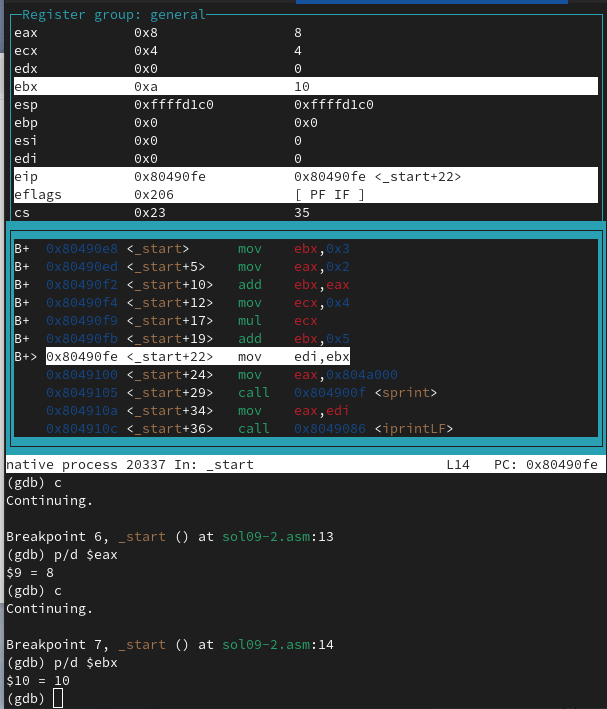 Register group: general
eax 0x8 8
ecx 0x4 4
edx 0x0 0
ebx 0xa 10
esp 0xffffd1c0 0xffffd1c0
ebp 0x0 0x0
esi 0x0 0
edi 0x0 0
eip 0x80490fe 0x80490fe <_start+22>
eflags 0x206 [ PF IF ]
cs 0x23 35
B+ 0x80490e8 <_start> mov ebx,0x3
B+ 0x80490ed <_start+5> mov eax,0x2
B+ 0x80490f2 <_start+10> add ebx,eax
B+ 0x80490f4 <_start+12> mov ecx,0x4
B+ 0x80490f9 <_start+17> mul ecx
B+ 0x80490fb <_start+19> add ebx,0x5
B+> 0x80490fe <_start+22> mov edi,ebx
0x8049100 <_start+24> mov eax,0x804a000
0x8049105 <_start+29> call 0x804900f <sprint>
0x804910a <_start+34> mov eax,edi
0x804910c <_start+36> call 0x8049086 <iprintLF>
native process 20337 In: _start L14 PC: 0x80490fe
(gdb) c
Continuing.
Breakpoint 6, _start () at sol09-2.asm:13
(gdb) p/d $eax
$9 = 8
(gdb) c
Continuing.
Breakpoint 7, _start () at sol09-2.asm:14
(gdb) p/d $ebx
$10 = 10
(gdb)